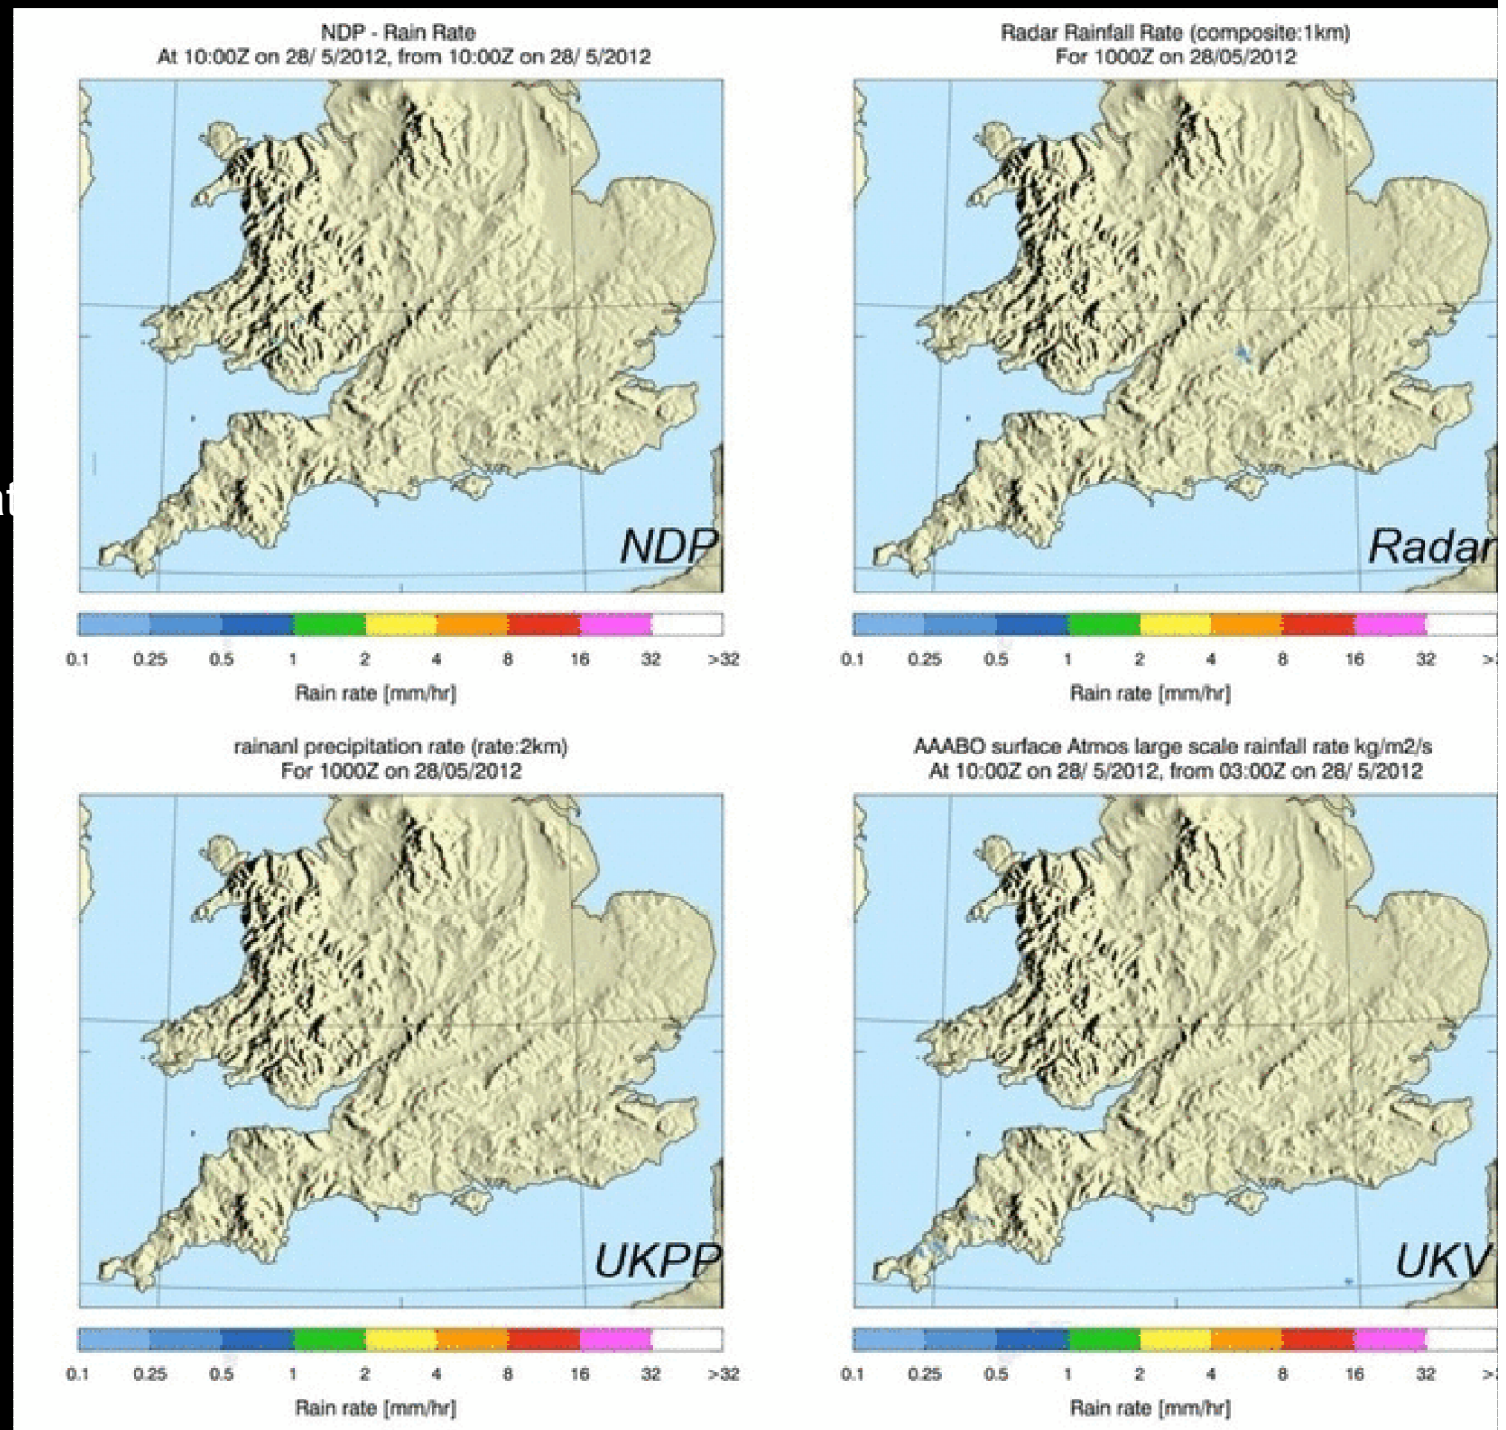 NDP - Rain Rate
At 10:00Z on 28/ 5/2012, from 10:00Z on 28/ 5/2012
NDP
0.1 0.25 0.5 1 2 4 8 16 32 >32
Rain rate [mm/hr]
Radar Rainfall Rate (composite:1km)
For 1000Z on 28/05/2012
Radar
0.1 0.25 0.5 1 2 4 8 16 32
Rain rate [mm/hr]
rainanl precipitation rate (rate:2km)
For 1000Z on 28/05/2012
UKPP
0.1 0.25 0.5 1 2 4 8 16 32 >32
Rain rate [mm/hr]
AAABO surface Atmos large scale rainfall rate kg/m2/s
At 10:00Z on 28/ 5/2012, from 03:00Z on 28/ 5/2012
UKV
0.1 0.25 0.5 1 2 4 8 16 32
Rain rate [mm/hr]